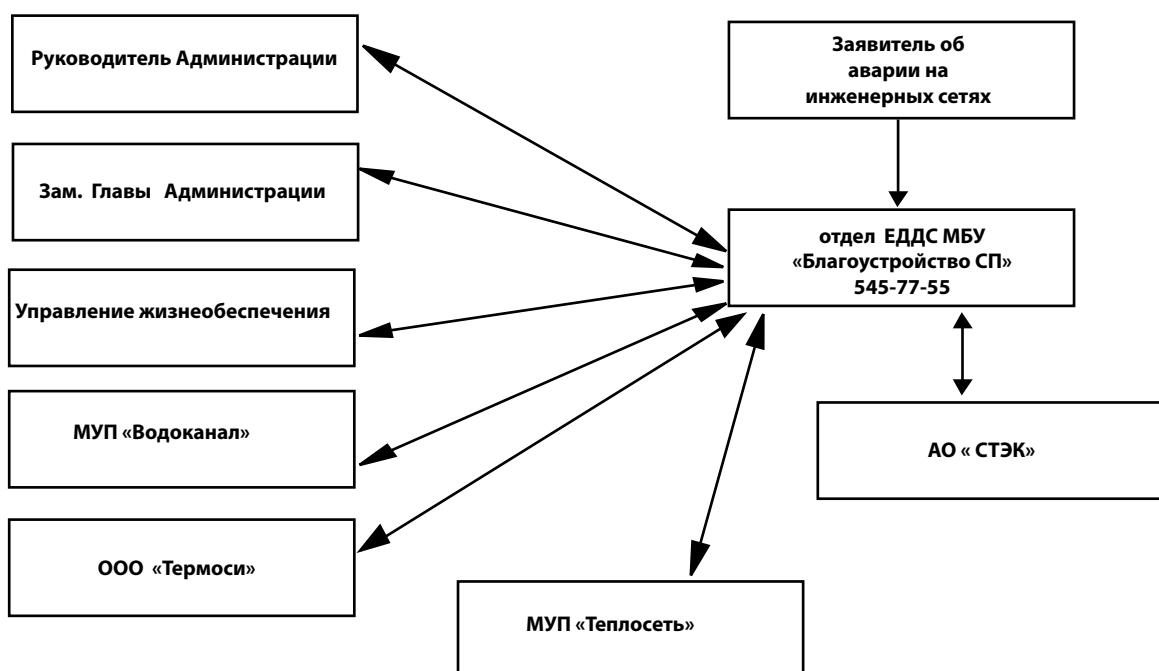 Руководитель Администрации
Заявитель об
аварии на
инженерных сетях
Зам. Главы Администрации
отдел ЕДДС МБУ
«Благоустройство СП»
545-77-55
Управление жизнеобеспечения
МУП «Водоканал»
АО « СТЭК»
ООО «Термоси»
МУП «Теплосеть»